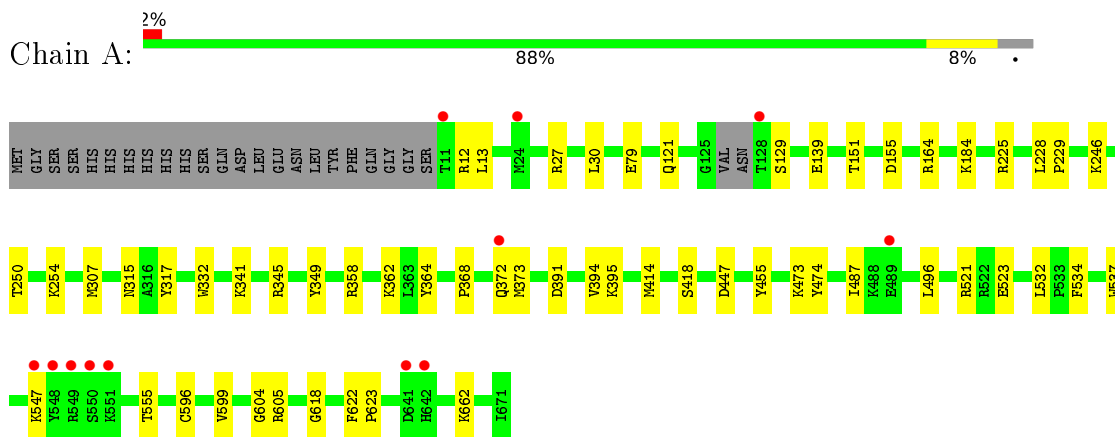 2%
Chain A:
88% 8% •
MET GLY SER SER HIS HIS HIS HIS HIS HIS SER GLN ASP LEU GLU ASN LEU TYR PHE GLN GLY GLY SER T11 R12 L13 M24 R27 L30 E79 Q121 G125 VAL ASN T128 S129 E139 T151 D155 R164 K184 R225 L228 P229 K246
T250 K254 M307 N315 A316 Y317 W332 K341 R345 Y349 R358 K362 L363 Y364 P368 Q372 M373 D391 V394 K395 M414 S418 D447 Y455 K473 Y474 I487 K488 E489 L496 R521 R522 E523 L532 P533 F534 W537
K547 Y548 R549 S550 K551 T555 C596 V599 G604 R605 G618 F622 P623 D641 H642 K662 I671